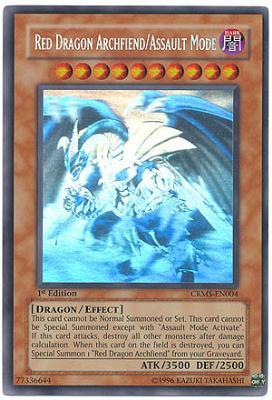 RED DRAGON ARCHFIEND/ASSAULT MODE
DARK
闇
1st Edition
CRMS-EN004
[DRAGON/EFFECT]
This card cannot be Normal Summoned or Set. This card cannot
be Special Summoned except with "Assault Mode Activate".
If this card attacks, destroy all other monsters after damage
calculation. When this card on the field is destroyed, you can
Special Summon 1 "Red Dragon Archfiend" from your Graveyard.
ATK/3500 DEF/2500
77336644
©1996 KAZUKI TAKAHASHI